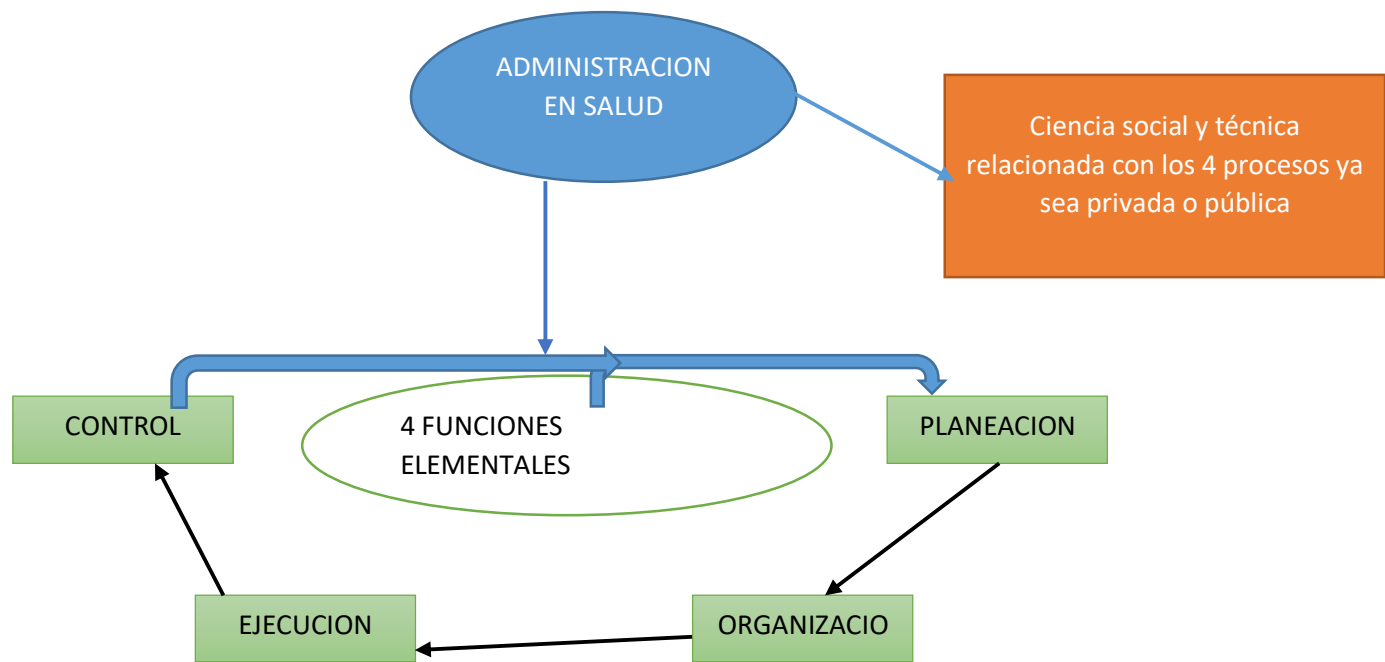 ADMINISTRACION
EN SALUD
Ciencia social y técnica
relacionada con los 4 procesos ya
sea privada o pública
CONTROL
4 FUNCIONES
ELEMENTALES
PLANEACION
EJECUCION
ORGANIZACIO